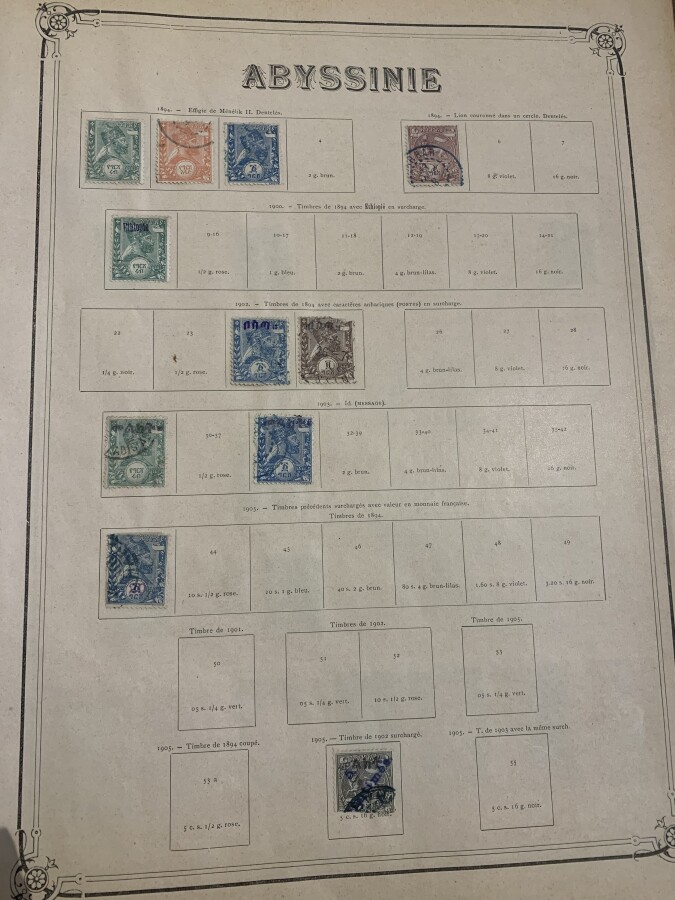 ABYSSINIE
1894. — Effigie de Ménélik II. Dentelés.
1894. — Lion couronné dans un cercle. Dentelés.
4
6
7
2 g. brun.
8 g. violet.
16 g. noir.
1900. — Timbres de 1894 avec Ethiopie en surcharge.
9-16
10-17
11-18
12-19
13-20
14-21
1/2 g. rose.
1 g. bleu.
2 g. brun.
4 g. brun-lilas.
8 g. violet.
16 g. noir.
1902. — Timbres de 1894 avec caractères amhariques (POSTES) en surcharge.
22
23
26
27
28
1/4 g. noir.
1/2 g. rose.
4 g. brun-lilas.
8 g. violet.
16 g. noir.
1903. — Id (MESSAGE).
30-37
32-39
33-40
34-41
35-42
1/2 g. rose.
2 g. brun.
4 g. brun-lilas.
8 g. violet.
16 g. noir.
1905. — Timbres précédents surchargés avec valeur en monnaie française.
Timbres de 1894.
44
45
46
47
48
49
10 s. 1/2 g. rose.
20 s. 1 g. bleu.
40 s. 2 g. brun.
80 s. 4 g. brun-lilas.
1.60 s. 8 g. violet.
3.20 s. 16 g. noir.
Timbre de 1901.
Timbres de 1902.
Timbre de 1905.
50
51
52
53
05 s. 1/4 g. vert.
05 s. 1/4 g. vert.
10 s. 1/2 g. rose.
05 s. 1/4 g. vert.
1905. — Timbre de 1894 coupé.
1905. — Timbre de 1902 surchargé.
1905. — T. de 1903 avec la même surch
53 a
55
5 c. s. 1/2 g. rose.
5 c. s. 16 g. noir.
5 c. s. 16 g. noir.